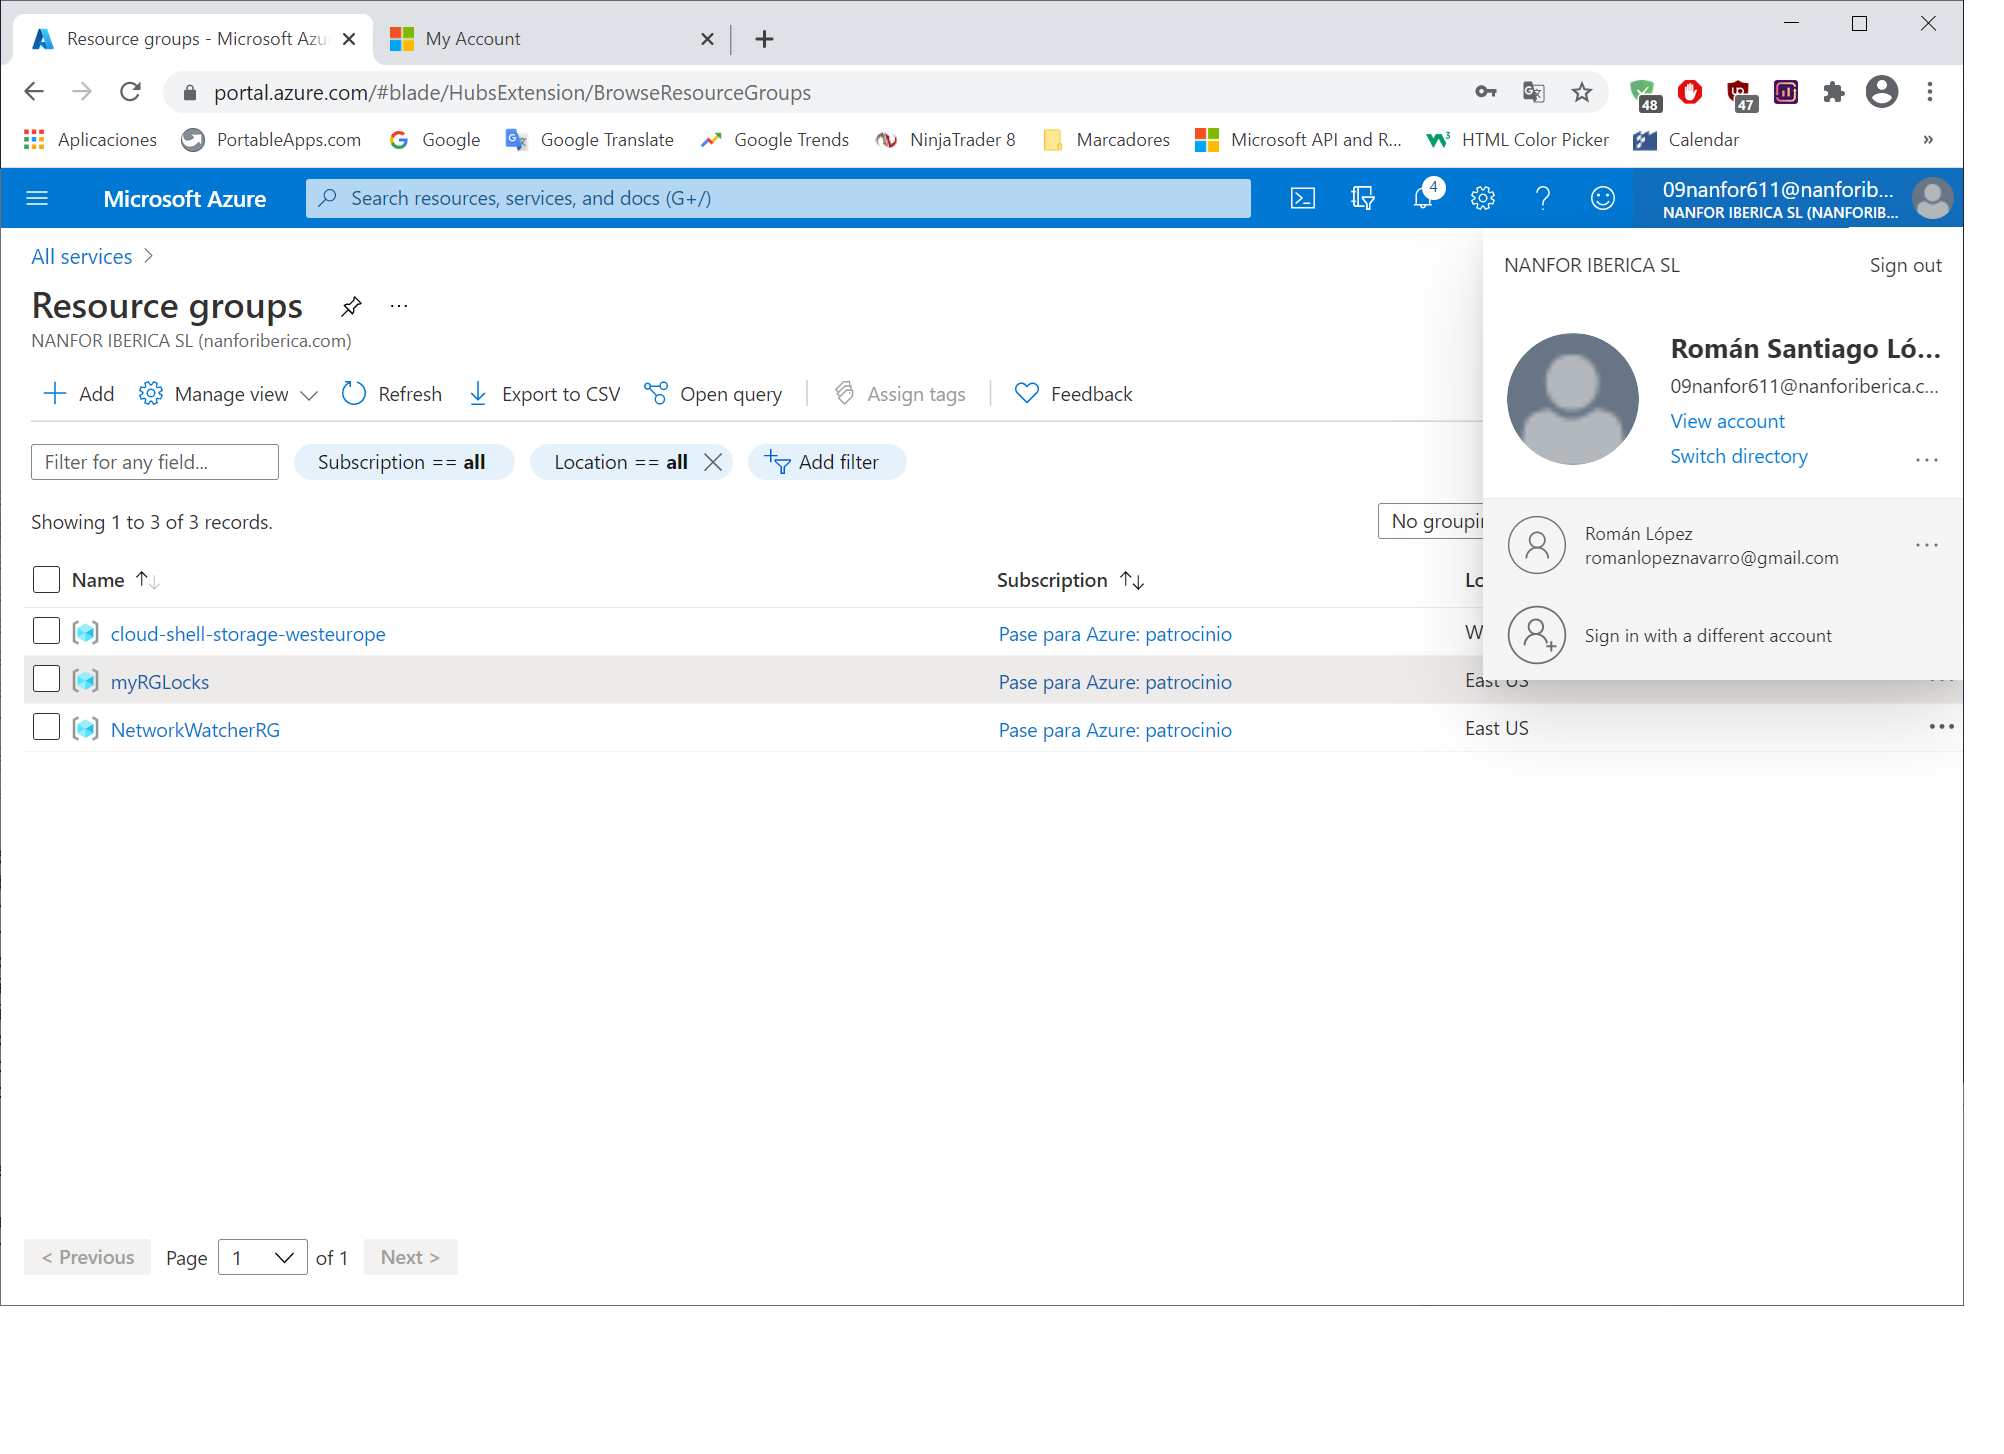 Resource groups - Microsoft Azu
My Account
portal.azure.com/#blade/HubsExtension/BrowseResourceGroups
48
47
Aplicaciones
PortableApps.com
Google
Google Translate
Google Trends
NinjaTrader 8
Marcadores
Microsoft API and R...
HTML Color Picker
Calendar
»
Microsoft Azure
Search resources, services, and docs (G+/)
4
09nanfor611@nanforib...
NANFOR IBERICA SL (NANFORIB...
All services >
NANFOR IBERICA SL
Sign out
Resource groups
...
NANFOR IBERICA SL (nanforiberica.com)
Román Santiago Ló...
09nanfor611@nanforiberica.c...
View account
Switch directory
...
Add
Manage view
Refresh
Export to CSV
Open query
Assign tags
Feedback
Filter for any field...
Subscription == all
Location == all
Add filter
Showing 1 to 3 of 3 records.
No groupi
Román López
romanlopeznavarro@gmail.com
...
Sign in with a different account
Name ↑↓
Subscription ↑↓
Lo
cloud-shell-storage-westeurope
Pase para Azure: patrocinio
W
myRGLocks
Pase para Azure: patrocinio
East US
NetworkWatcherRG
Pase para Azure: patrocinio
East US
...
< Previous
Page
1
of 1
Next >